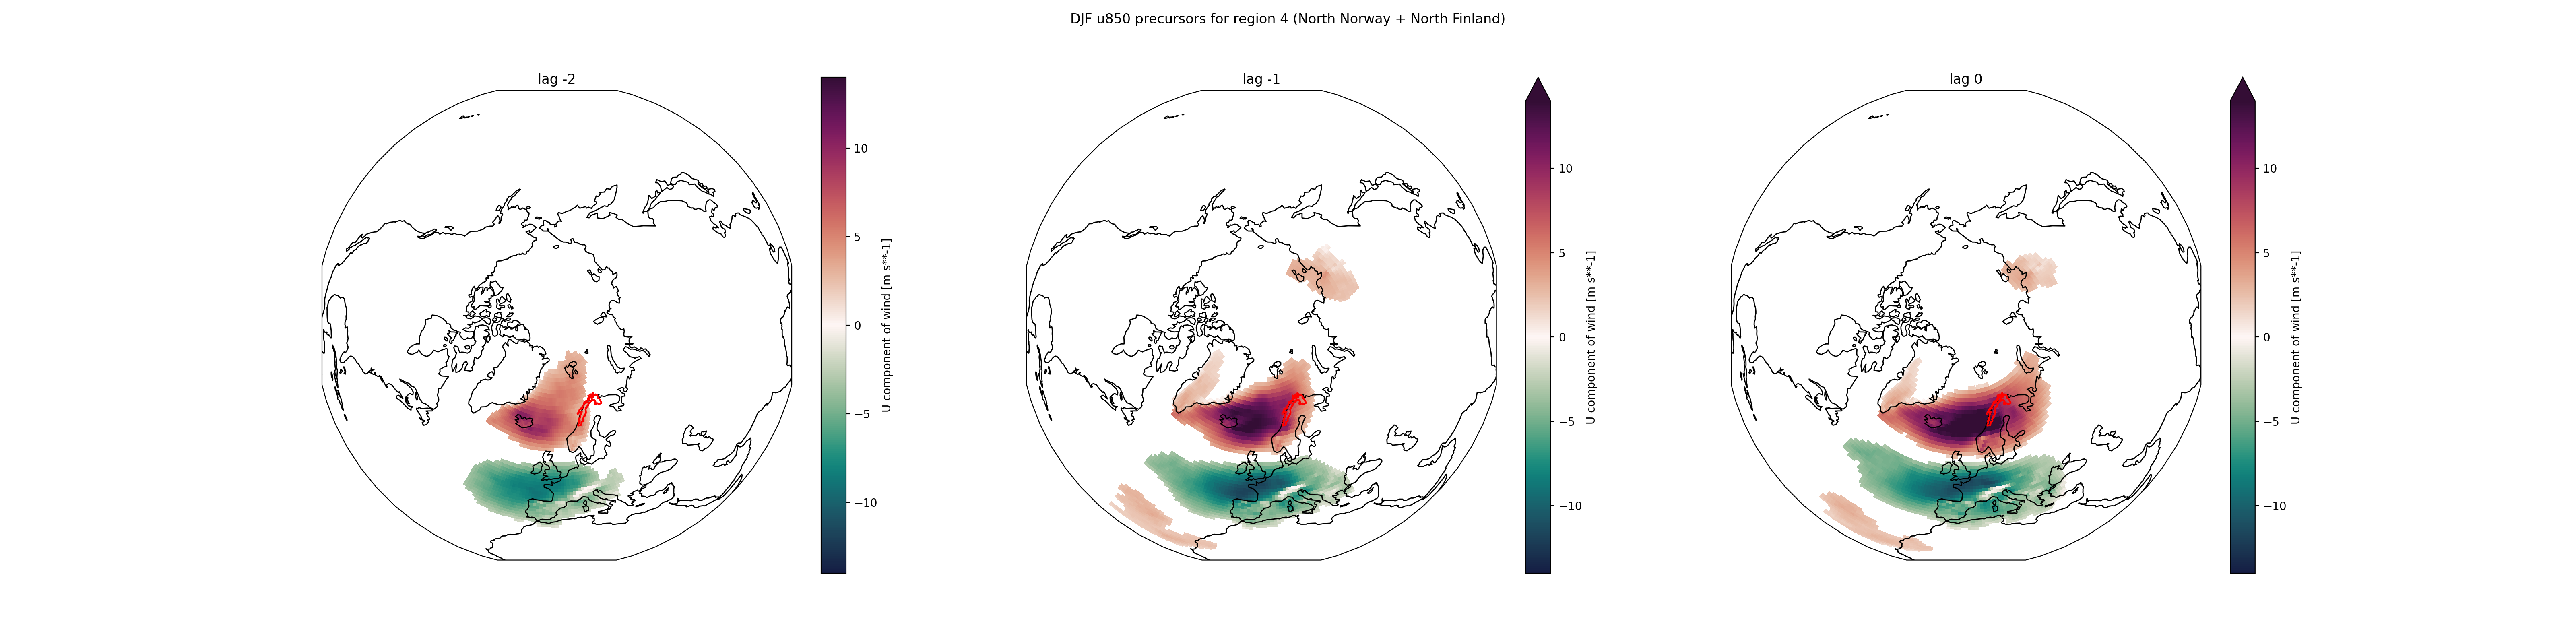 DJF u850 precursors for region 4 (North Norway + North Finland)
lag -2
10
5
0
−5
−10
U component of wind [m s**-1]
lag -1
10
5
0
−5
−10
U component of wind [m s**-1]
lag 0
10
5
0
−5
−10
U component of wind [m s**-1]